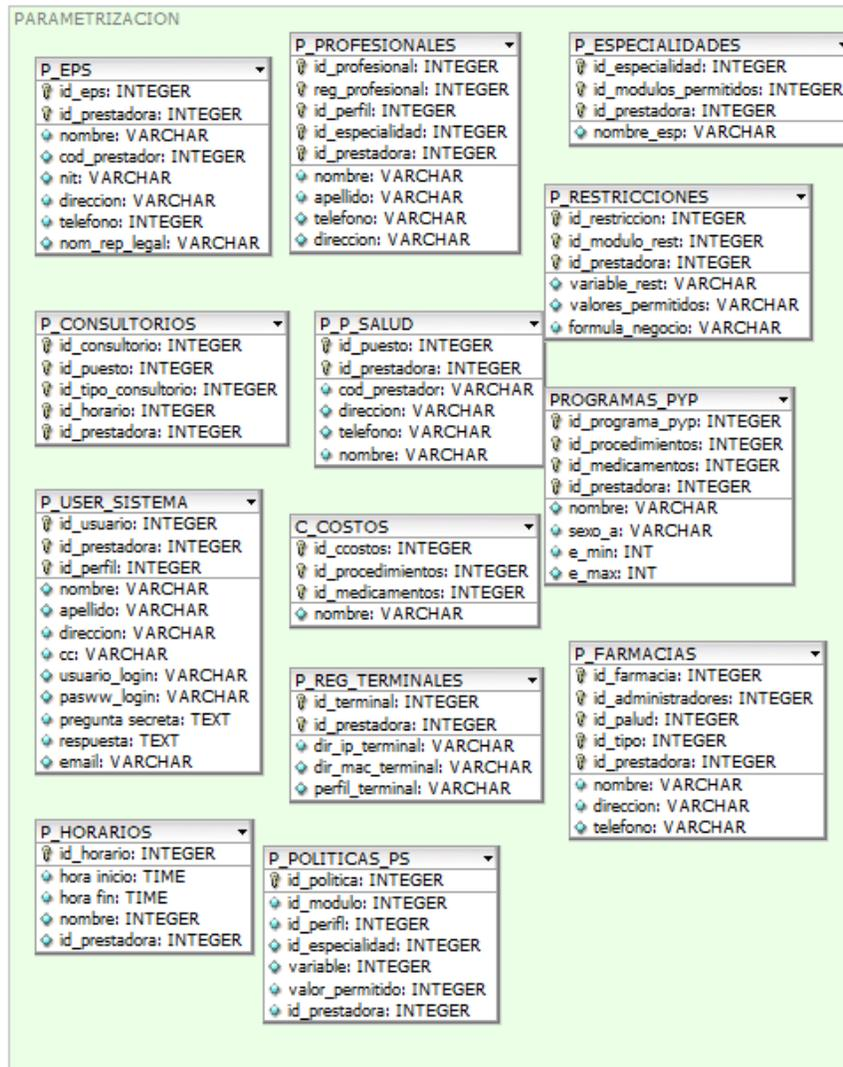 PARAMETRIZACION
P_EPS
id_eps: INTEGER
id_prestadora: INTEGER
nombre: VARCHAR
cod_prestador: INTEGER
nit: VARCHAR
direccion: VARCHAR
telefono: INTEGER
nom_rep_legal: VARCHAR
P_PROFESIONALES
id_profesional: INTEGER
reg_profesional: INTEGER
id_perfil: INTEGER
id_especialidad: INTEGER
id_prestadora: INTEGER
nombre: VARCHAR
apellido: VARCHAR
telefono: VARCHAR
direccion: VARCHAR
P_ESPECIALIDADES
id_especialidad: INTEGER
id_modulos_permitidos: INTEGER
id_prestadora: INTEGER
nombre_esp: VARCHAR
P_RESTRICCIONES
id_restriccion: INTEGER
id_modulo_rest: INTEGER
id_prestadora: INTEGER
variable_rest: VARCHAR
valores_permitidos: VARCHAR
formula_negocio: VARCHAR
P_CONSULTORIOS
id_consultorio: INTEGER
id_puesto: INTEGER
id_tipo_consultorio: INTEGER
id_horario: INTEGER
id_prestadora: INTEGER
P_P_SALUD
id_puesto: INTEGER
id_prestadora: INTEGER
cod_prestador: VARCHAR
direccion: VARCHAR
telefono: VARCHAR
nombre: VARCHAR
PROGRAMAS_PYP
id_programa_pyp: INTEGER
id_procedimientos: INTEGER
id_medicamentos: INTEGER
id_prestadora: INTEGER
nombre: VARCHAR
sexo_a: VARCHAR
e_min: INT
e_max: INT
P_USER_SISTEMA
id_usuario: INTEGER
id_prestadora: INTEGER
id_perfil: INTEGER
nombre: VARCHAR
apellido: VARCHAR
direccion: VARCHAR
cc: VARCHAR
usuario_login: VARCHAR
pasww_login: VARCHAR
pregunta secreta: TEXT
respuesta: TEXT
email: VARCHAR
C_COSTOS
id_ccostos: INTEGER
id_procedimientos: INTEGER
id_medicamentos: INTEGER
nombre: VARCHAR
P_REG_TERMINALES
id_terminal: INTEGER
id_prestadora: INTEGER
dir_ip_terminal: VARCHAR
dir_mac_terminal: VARCHAR
perfil_terminal: VARCHAR
P_FARMACIAS
id_farmacia: INTEGER
id_administradores: INTEGER
id_palud: INTEGER
id_tipo: INTEGER
id_prestadora: INTEGER
nombre: VARCHAR
direccion: VARCHAR
telefono: VARCHAR
P_HORARIOS
id_horario: INTEGER
hora inicio: TIME
hora fin: TIME
nombre: INTEGER
id_prestadora: INTEGER
P_POLITICAS_PS
id_politica: INTEGER
id_modulo: INTEGER
id_perifl: INTEGER
id_especialidad: INTEGER
variable: INTEGER
valor_permitido: INTEGER
id_prestadora: INTEGER